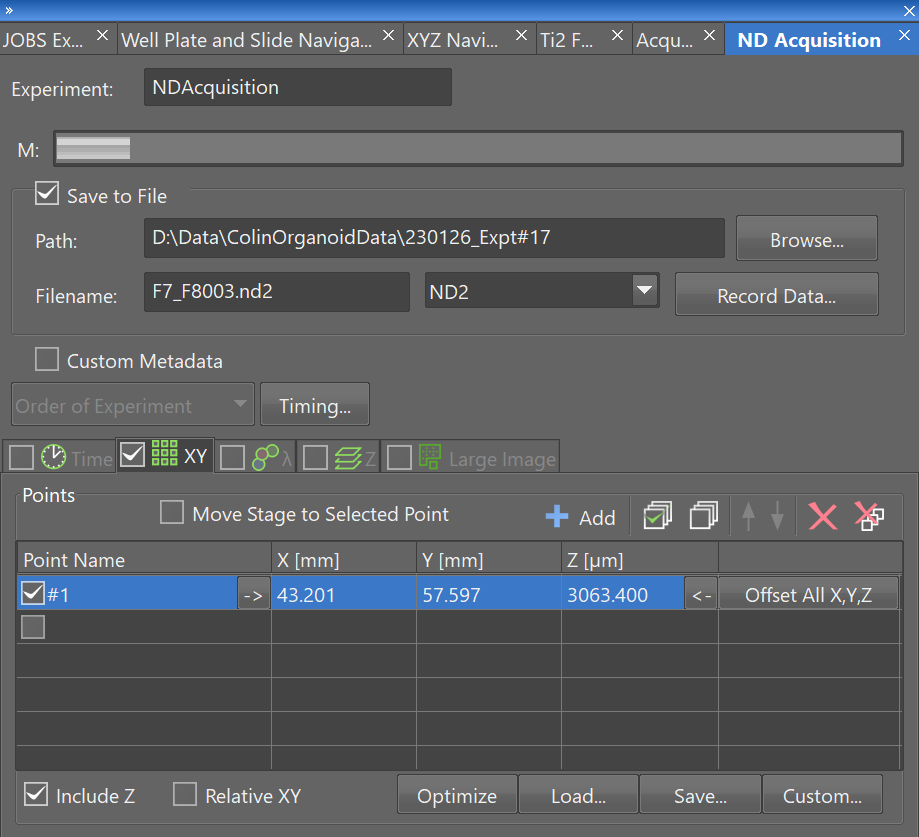 »
JOBS Ex... Well Plate and Slide Naviga... XYZ Navi... Ti2 F... Acqu... ND Acquisition
Experiment: NDAcquisition
M:
Save to File
Path: D:\Data\ColinOrganoidData\230126_Expt#17 Browse...
Filename: F7_F8003.nd2 ND2 Record Data...
Custom Metadata
Order of Experiment Timing...
Time XY λ Z Large Image
Points
Move Stage to Selected Point Add
Point Name X [mm] Y [mm] Z [µm]
#1 -> 43.201 57.597 3063.400 <- Offset All X,Y,Z
Include Z Relative XY Optimize Load... Save... Custom...